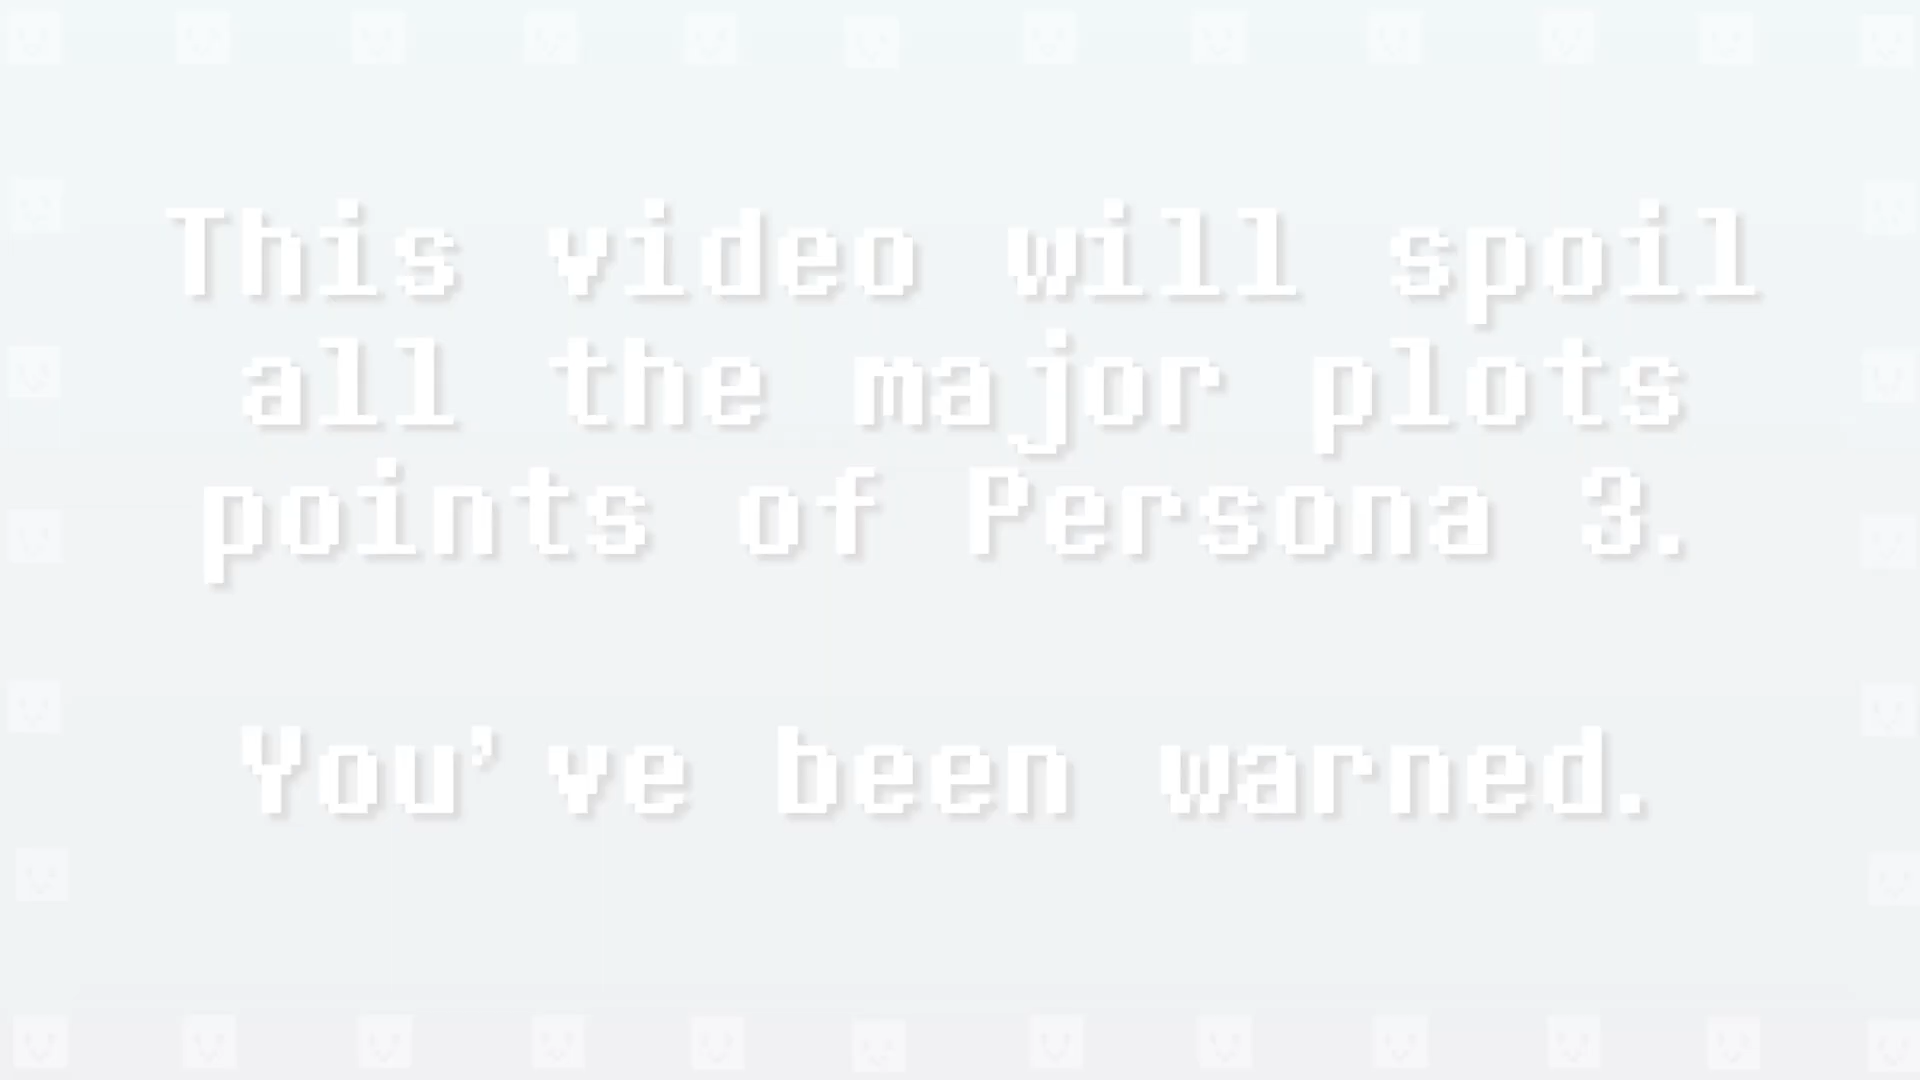 This video will spoil
all the major plots
points of Persona 3.
You've been warned.